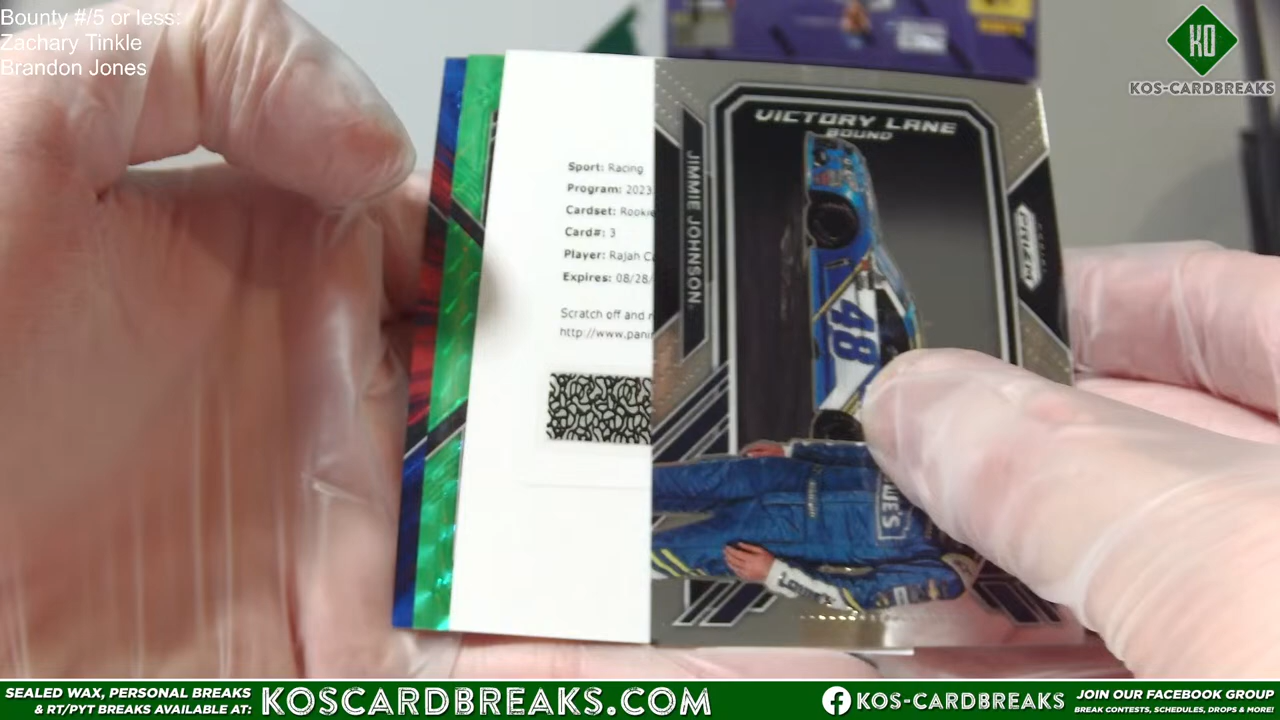 Bounty #/5 or less:
Zachary Tinkle
Brandon Jones
KO
KOS-CARDBREAKS
VICTORY LANE
BOUND
JIMMIE JOHNSON
PRIZM
48
Sport: Racing
Program: 2023
Cardset: Rookie
Card#: 3
Player: Rajah C
Expires: 08/28/
Scratch off and r
http://www.pani
LOWE'S
SEALED WAX, PERSONAL BREAKS
& RT/PYT BREAKS AVAILABLE AT:
KOSCARDBREAKS.COM
KOS-CARDBREAKS
JOIN OUR FACEBOOK GROUP
BREAK CONTESTS, SCHEDULES, DROPS & MORE!